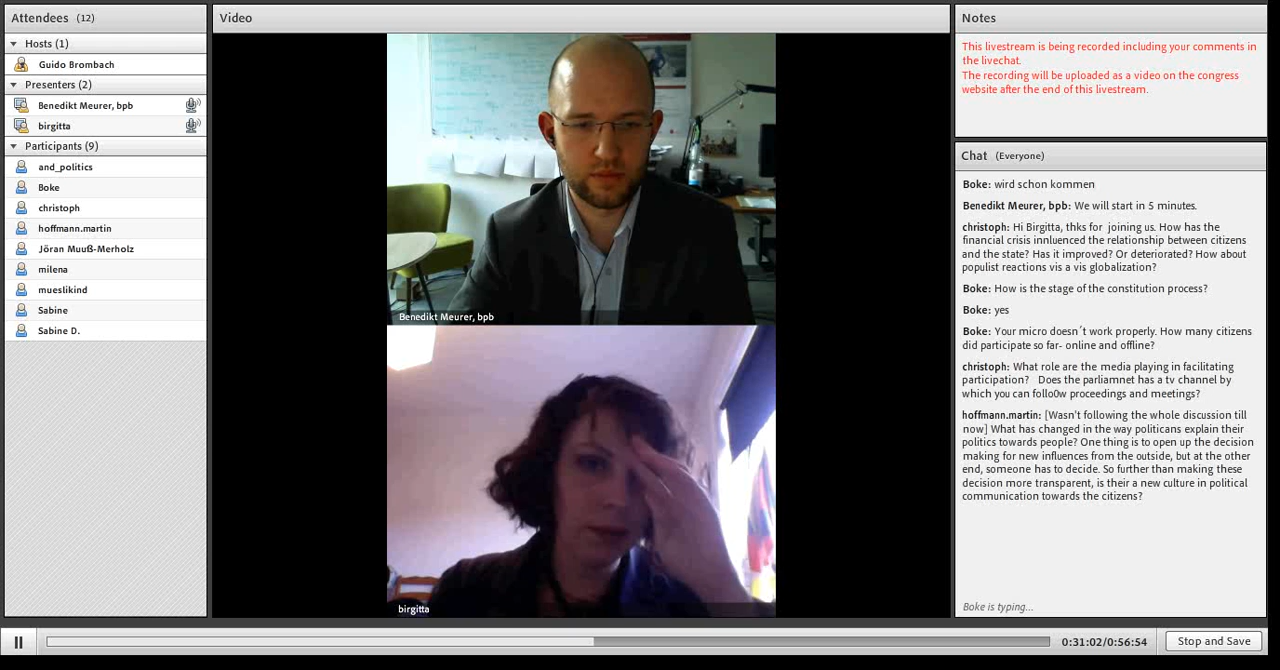 Attendees (12)
Hosts (1)
Guido Brombach
Presenters (2)
Benedikt Meurer, bpb
birgitta
Participants (9)
and_politics
Boke
christoph
hoffmann.martin
Jöran Muuß-Merholz
milena
mueslikind
Sabine
Sabine D.
Video
Benedikt Meurer, bpb
birgitta
Notes
This livestream is being recorded including your comments in
the livechat.
The recording will be uploaded as a video on the congress
website after the end of this livestream.
Chat (Everyone)
Boke: wird schon kommen
Benedikt Meurer, bpb: We will start in 5 minutes.
christoph: Hi Birgitta, thks for joining us. How has the
financial crisis innluenced the relationship between citizens
and the state? Has it improved? Or deteriorated? How about
populist reactions vis a vis globalization?
Boke: How is the stage of the constitution process?
Boke: yes
Boke: Your micro doesn´t work properly. How many citizens
did participate so far- online and offline?
christoph: What role are the media playing in facilitating
participation? Does the parliamnet has a tv channel by
which you can follo0w proceedings and meetings?
hoffmann.martin: [Wasn't following the whole discussion till
now] What has changed in the way politicans explain their
politics towards people? One thing is to open up the decision
making for new influences from the outside, but at the other
end, someone has to decide. So further than making these
decision more transparent, is their a new culture in political
communication towards the citizens?
Boke is typing...
0:31:02/0:56:54
Stop and Save